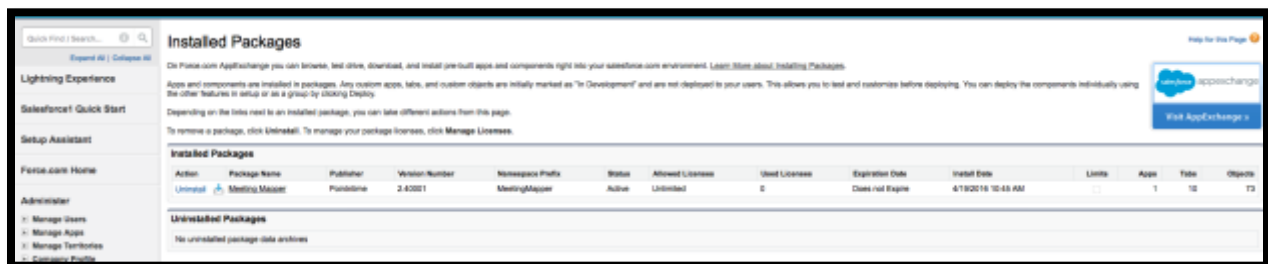 Quick Find / Search...
Expand All | Collapse All
Lightning Experience
Salesforce1 Quick Start
Setup Assistant
Force.com Home
Administer
Manage Users
Manage Apps
Manage Territories
Company Profile
Installed Packages
Help for this Page
On Force.com AppExchange you can browse, test drive, download, and install pre-built apps and components right into your salesforce.com environment. Learn More about Installing Packages.
Apps and components are installed in packages. Any custom apps, tabs, and custom objects are initially marked as "In Development" and are not deployed to your users. This allows you to test and customize before deploying. You can deploy the components individually using
the other features in setup or as a group by clicking Deploy.
Depending on the links next to an installed package, you can take different actions from this page.
To remove a package, click Uninstall. To manage your package licenses, click Manage Licenses.
salesforce appexchange
Visit AppExchange »
Installed Packages
Action Package Name Publisher Version Number Namespace Prefix Status Allowed Licenses Used Licenses Expiration Date Install Date Limits Apps Tabs Objects
Uninstall Meeting Mapper 2.40001 MeetingMapper Active Unlimited 0 Does not Expire 4/19/2016 10:45 AM 1 10 73
Uninstalled Packages
No uninstalled package data archives